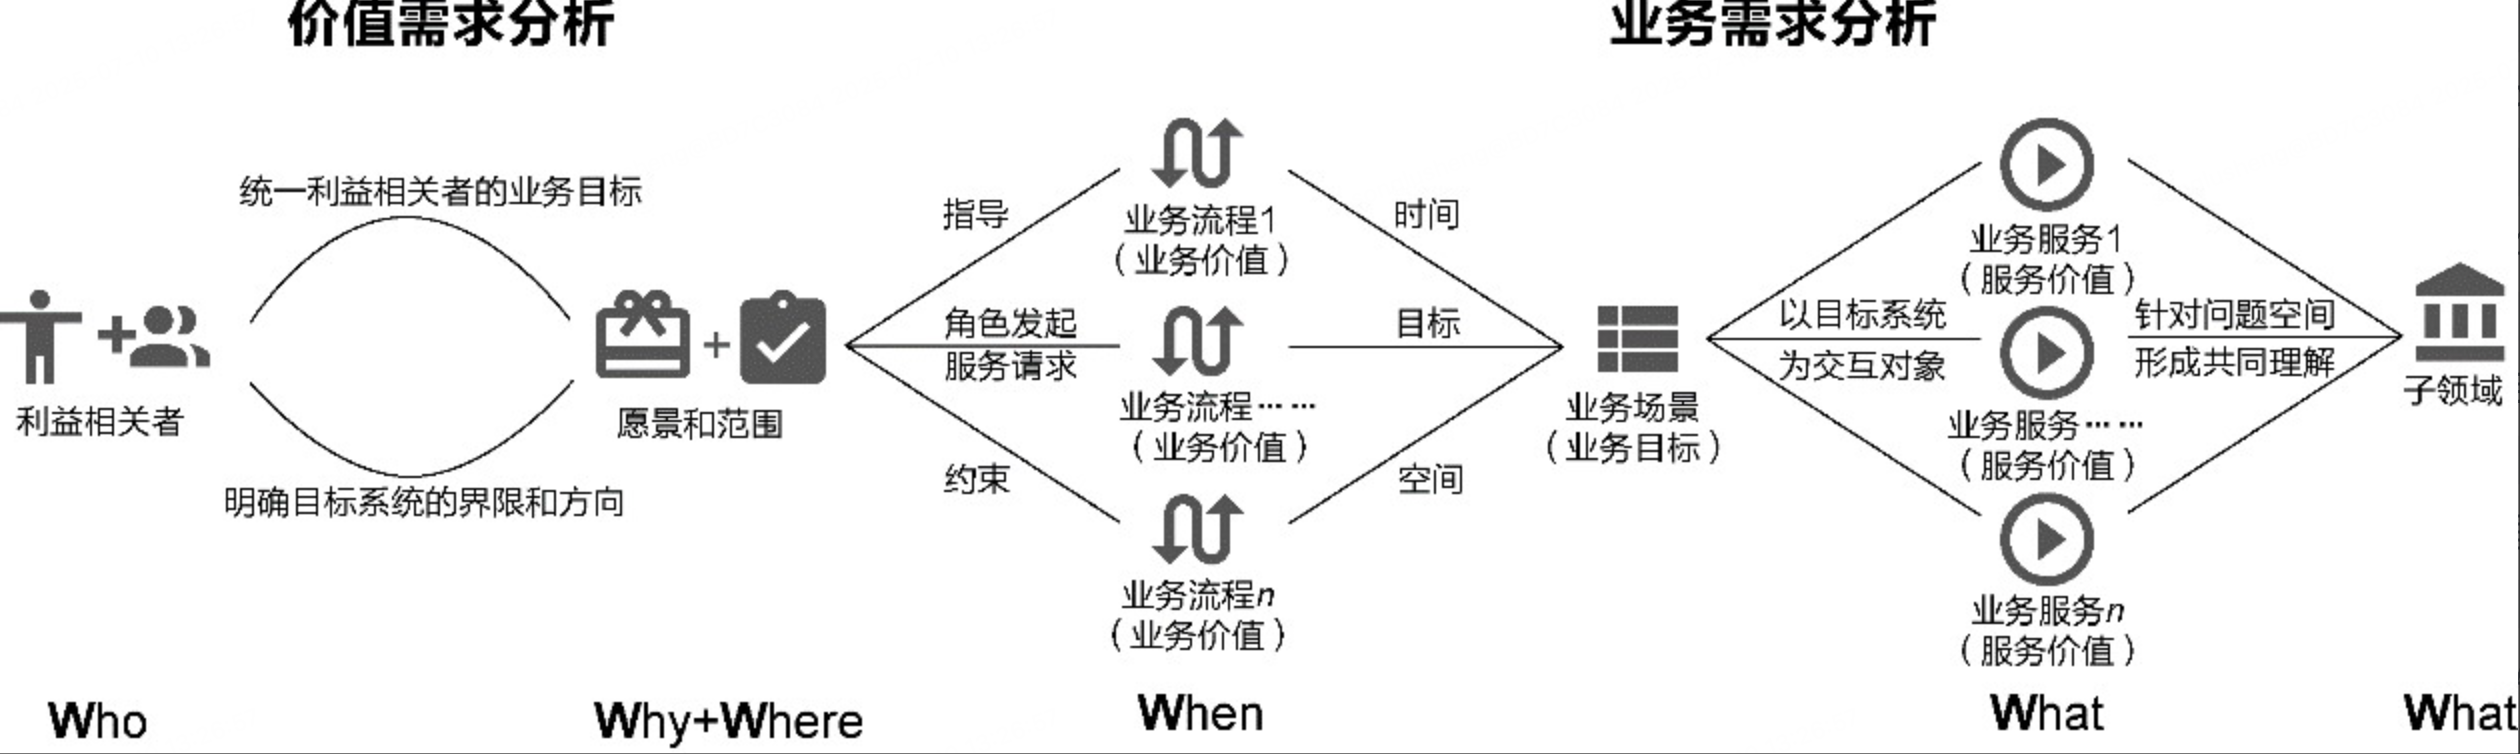 价值需求分析
业务需求分析
统一利益相关者的业务目标
利益相关者
明确目标系统的界限和方向
愿景和范围
指导
角色发起
服务请求
约束
业务流程1
（业务价值）
业务流程……
（业务价值）
业务流程n
（业务价值）
时间
目标
空间
业务场景
（业务目标）
以目标系统
为交互对象
业务服务1
（服务价值）
业务服务……
（服务价值）
业务服务n
（服务价值）
针对问题空间
形成共同理解
子领域
Who
Why+Where
When
What
What